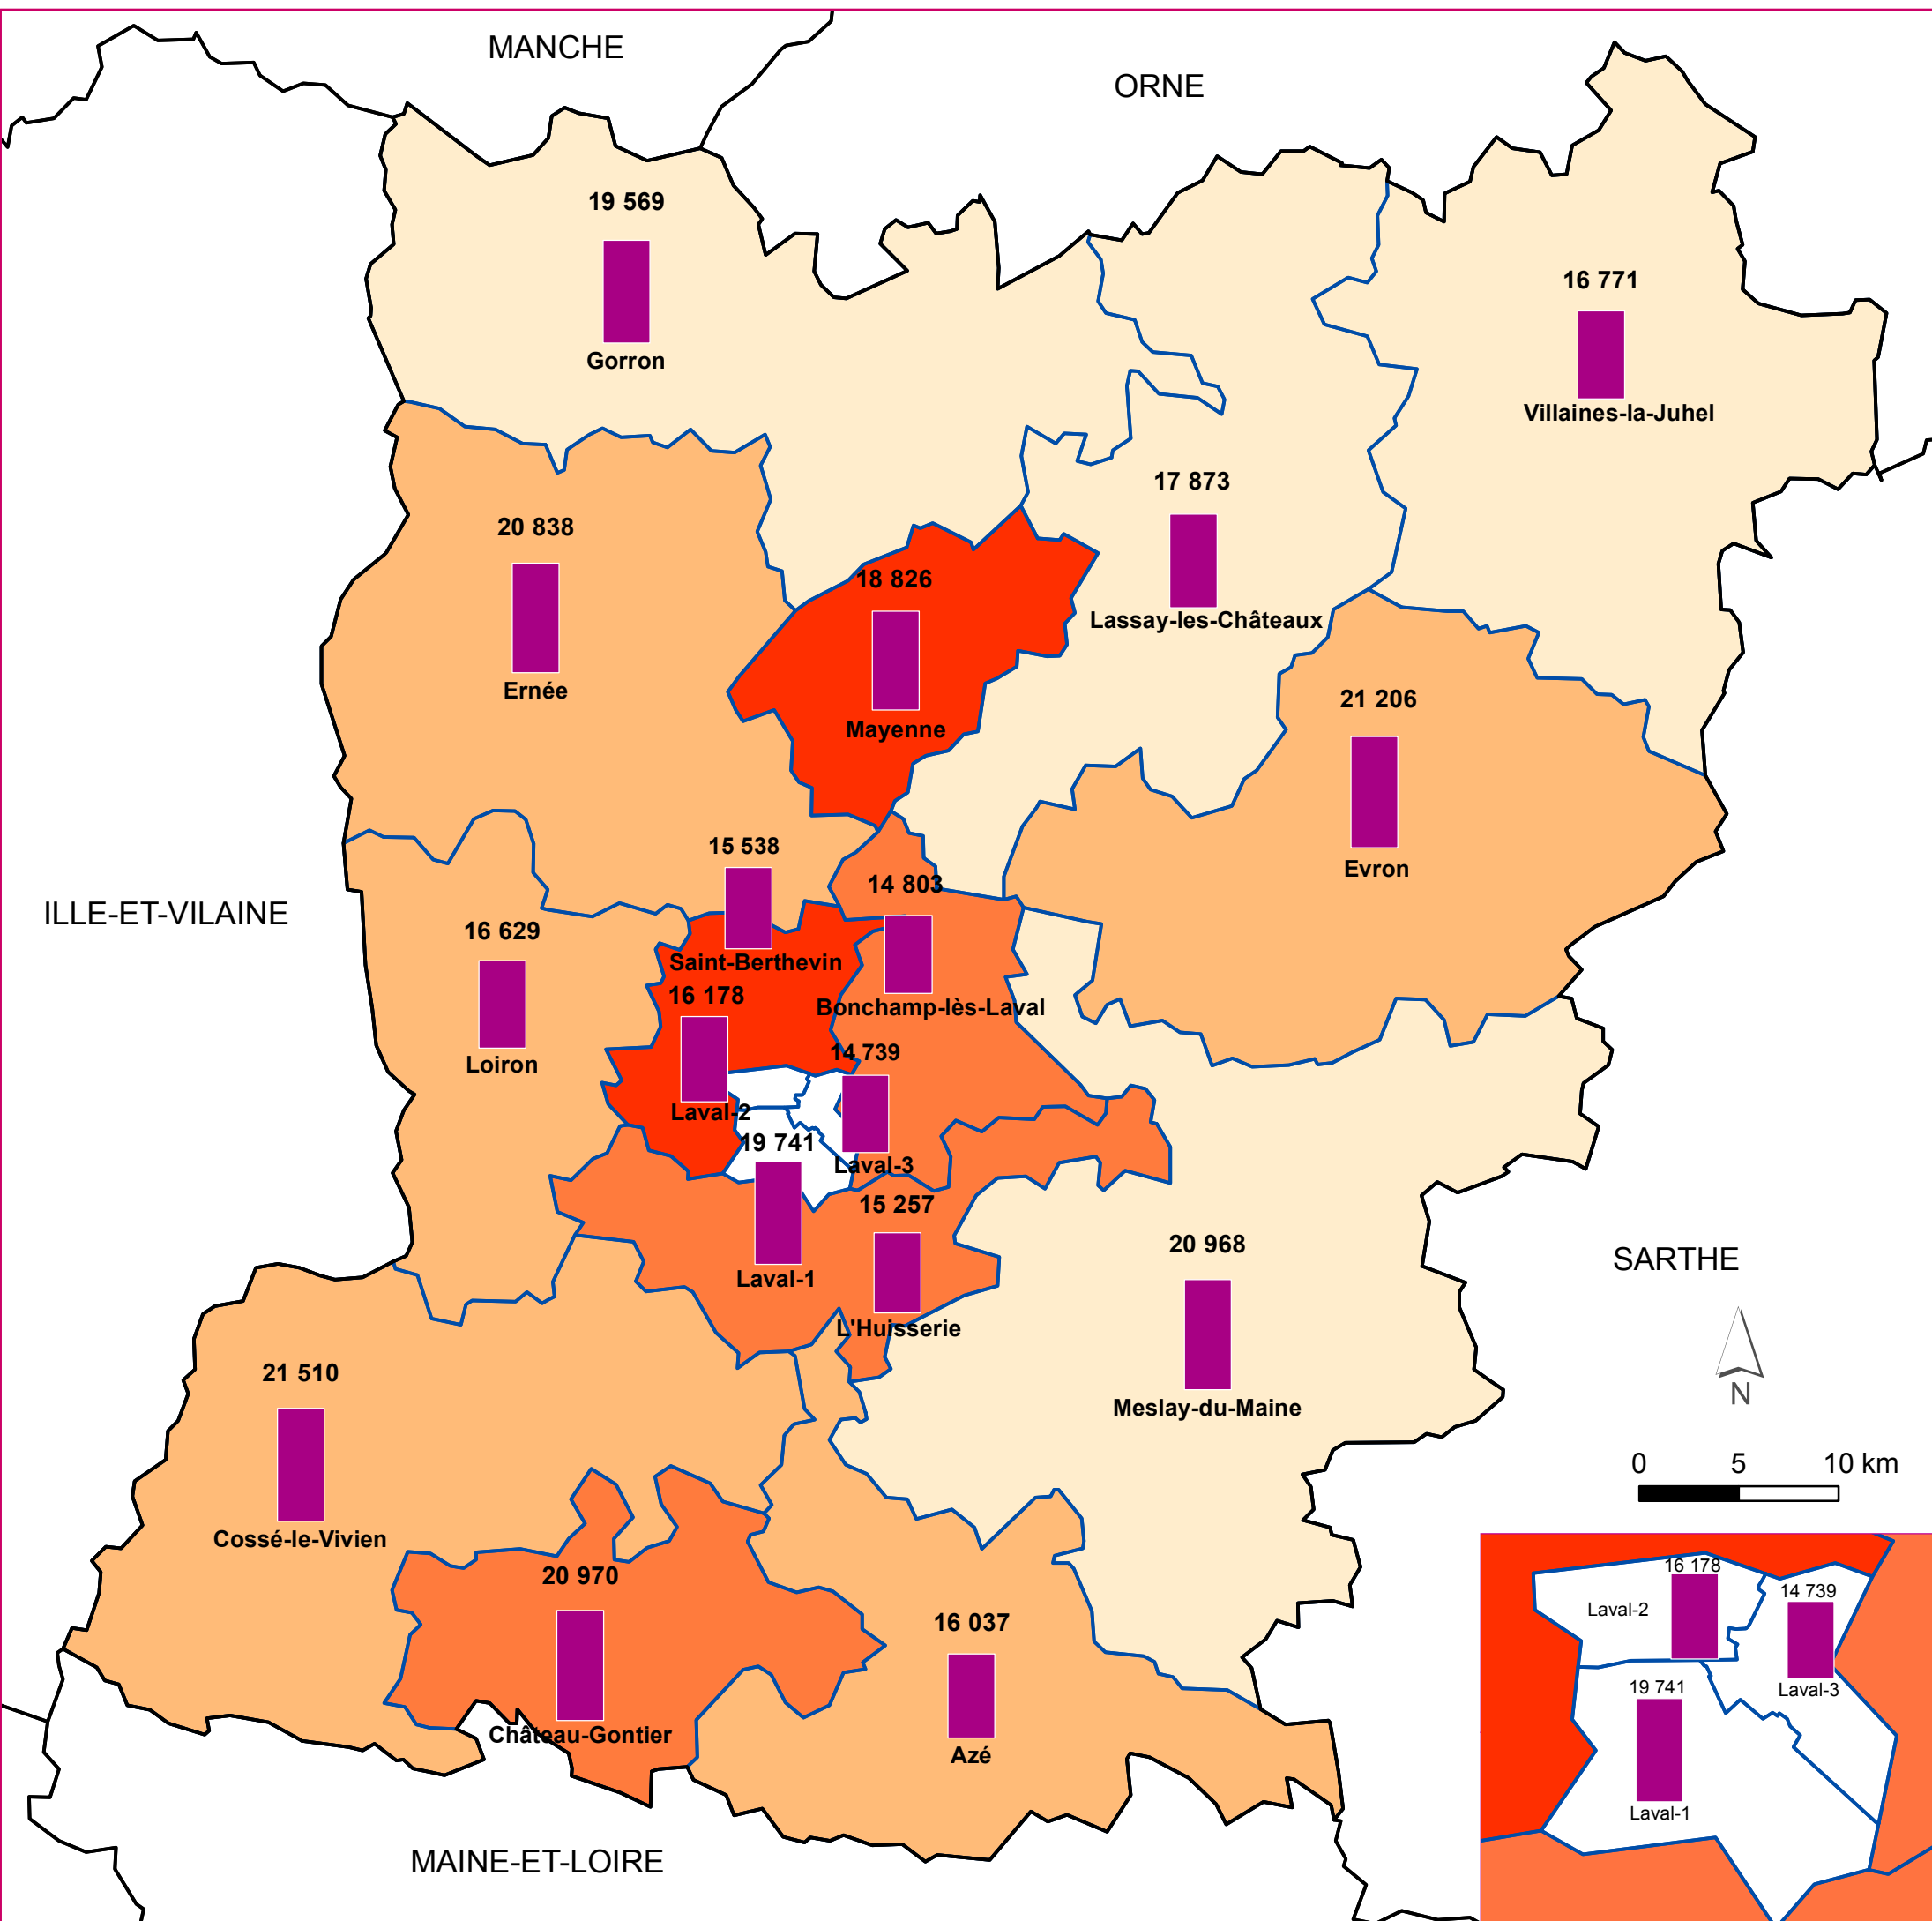 MANCHE
ORNE
19 569
Gorron
16 771
Villaines-la-Juhel
17 873
Lassay-les-Châteaux
20 838
Ernée
18 826
Mayenne
21 206
Evron
15 538
Saint-Berthevin
14 803
Bonchamp-lès-Laval
ILLE-ET-VILAINE
16 629
Loiron
16 178
Laval-2
14 739
Laval-3
19 741
Laval-1
15 257
L'Huisserie
20 968
Meslay-du-Maine
SARTHE
N
0 5 10 km
21 510
Cossé-le-Vivien
20 970
Château-Gontier
16 037
Azé
MAINE-ET-LOIRE
16 178
Laval-2
14 739
Laval-3
19 741
Laval-1